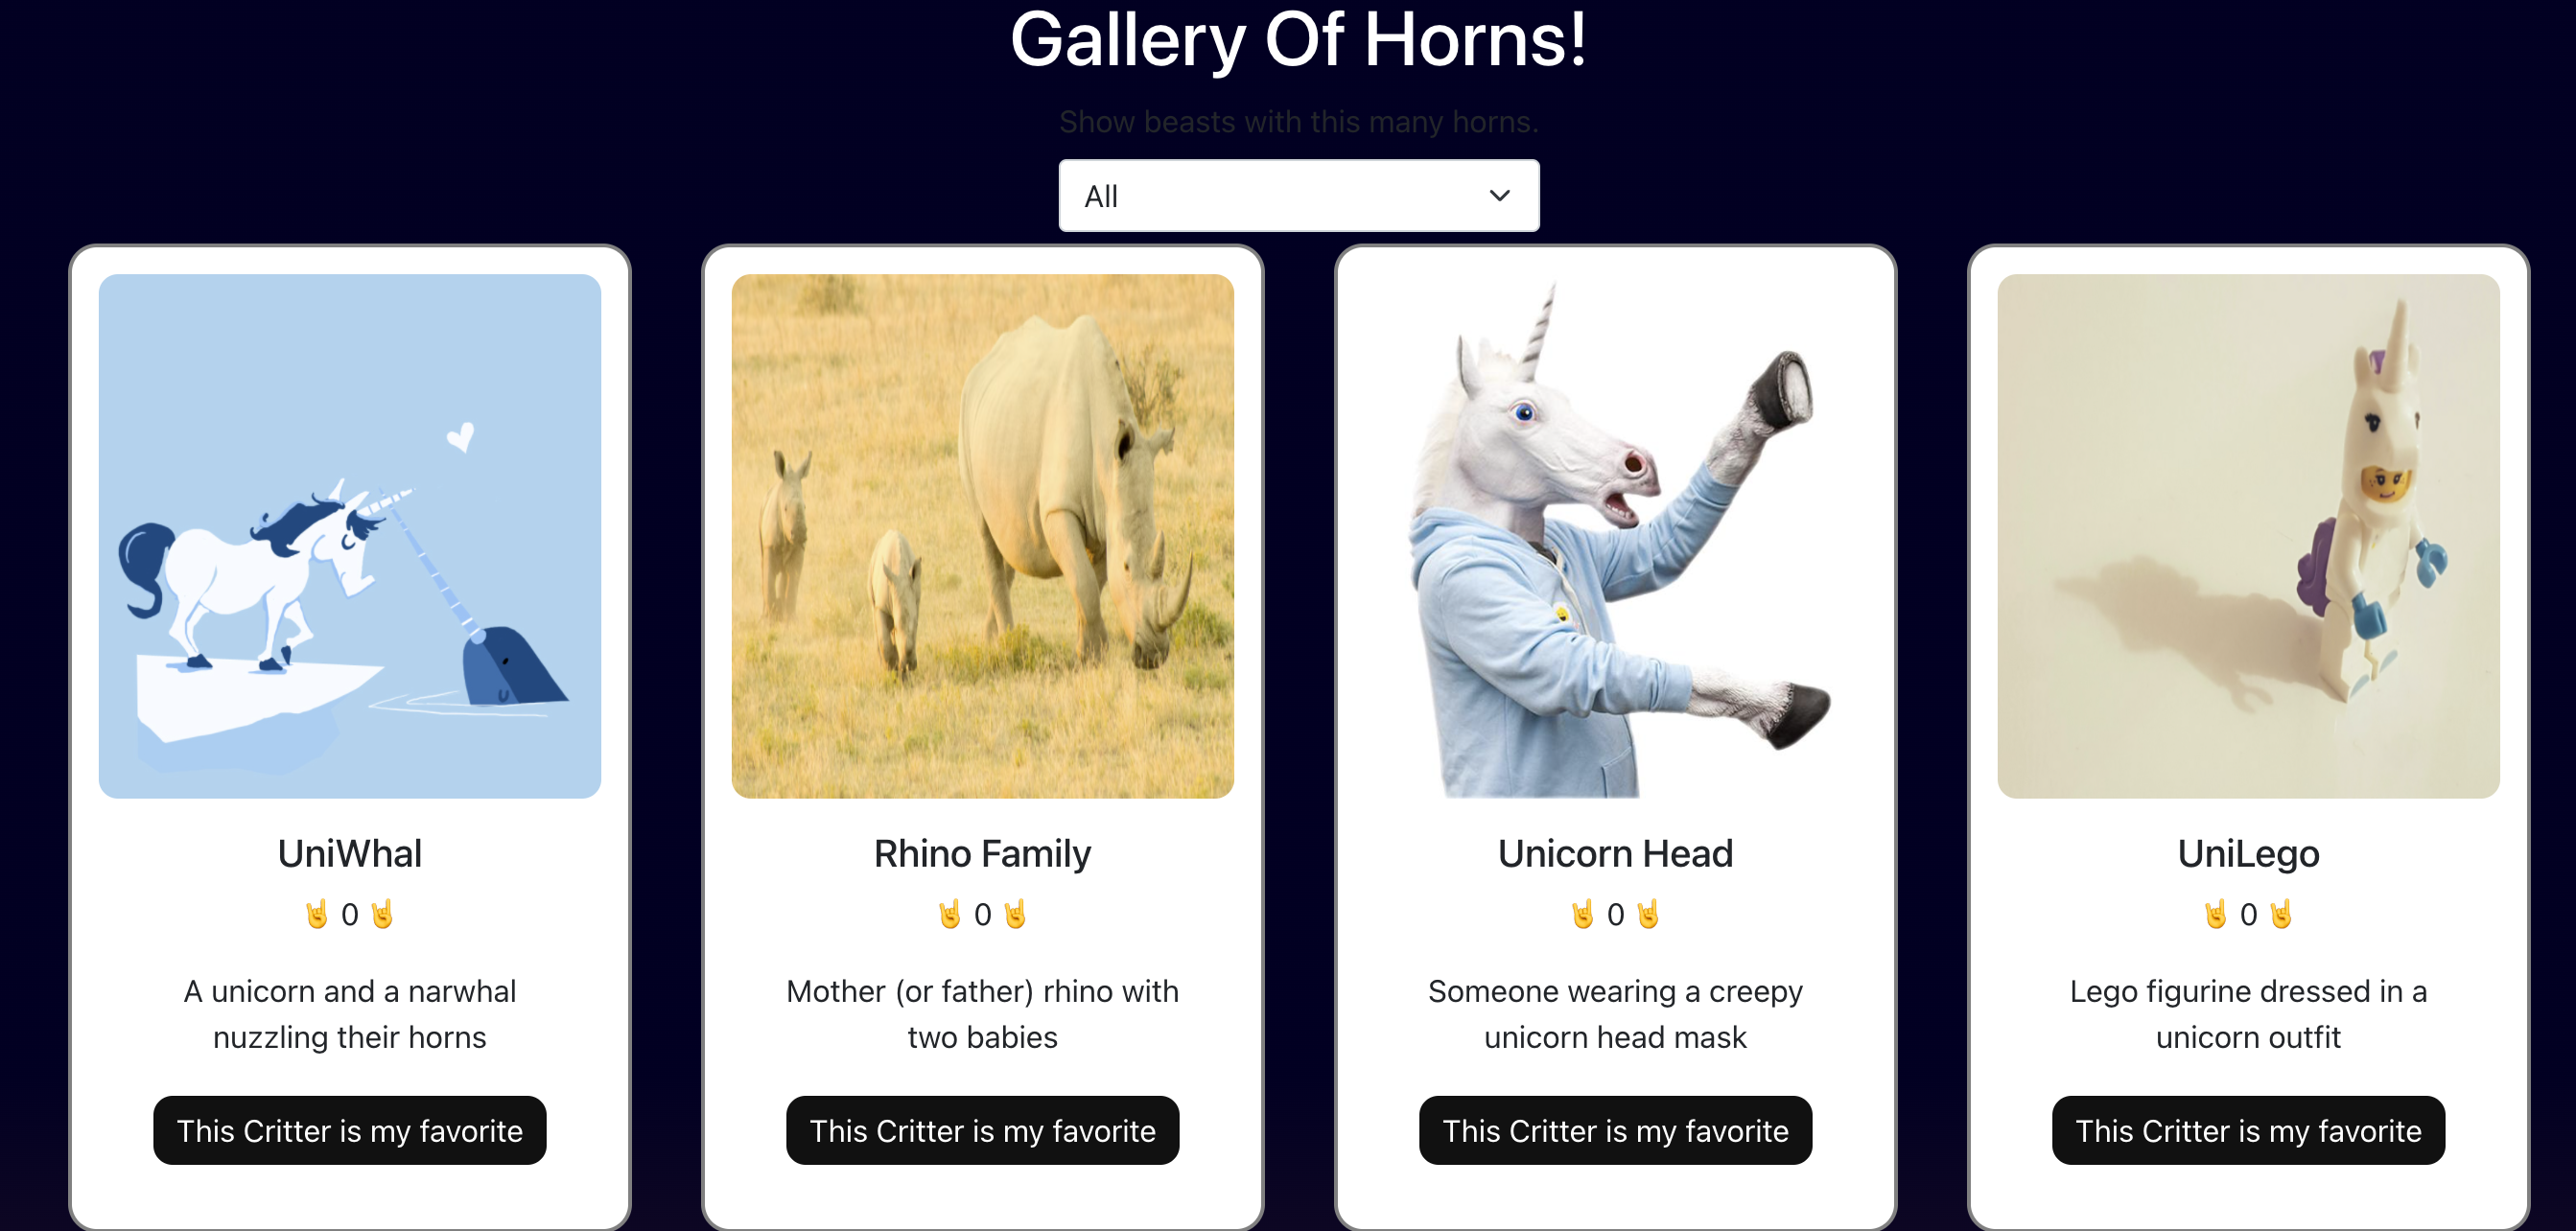 Gallery Of Horns!
Show beasts with this many horns.
All
UniWhal
🤘 0 🤘
A unicorn and a narwhal
nuzzling their horns
This Critter is my favorite
Rhino Family
🤘 0 🤘
Mother (or father) rhino with
two babies
This Critter is my favorite
Unicorn Head
🤘 0 🤘
Someone wearing a creepy
unicorn head mask
This Critter is my favorite
UniLego
🤘 0 🤘
Lego figurine dressed in a
unicorn outfit
This Critter is my favorite